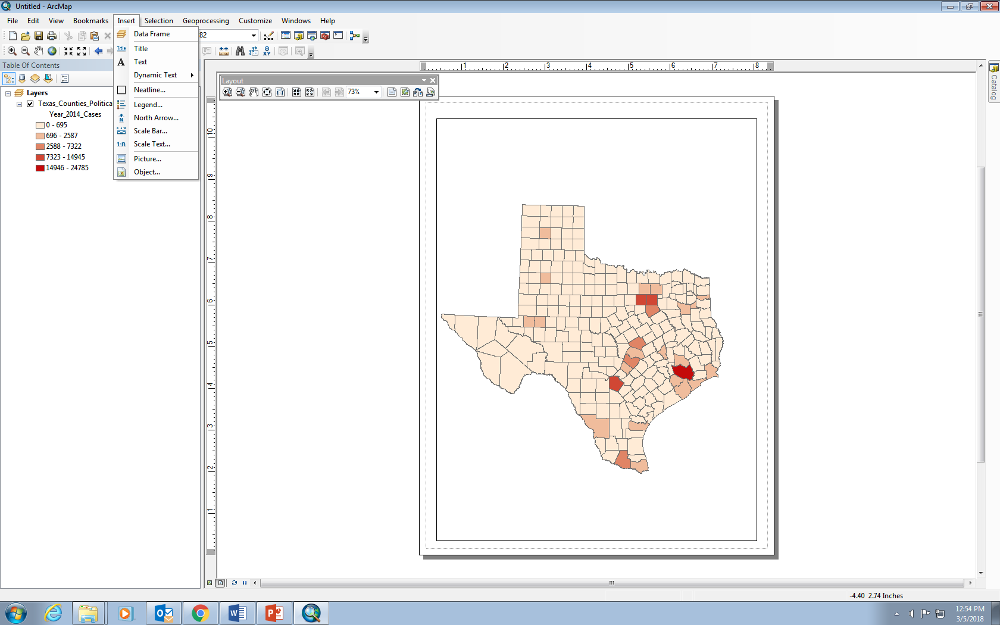 Untitled - ArcMap
File Edit View Bookmarks Insert Selection Geoprocessing Customize Windows Help
Data Frame
Title
Text
Dynamic Text
Neatline...
Legend...
North Arrow...
Scale Bar...
Scale Text...
Picture...
Object...
Table Of Contents
Layers
Texas_Counties_Politica
Year_2014_Cases
0 - 695
696 - 2587
2588 - 7322
7323 - 14945
14946 - 24785
Layout
73%
1 2 3 4 5 6 7 8
10
9
8
7
6
5
4
3
2
1
Catalog
-4.40 2.74 Inches
12:54 PM
3/5/2018